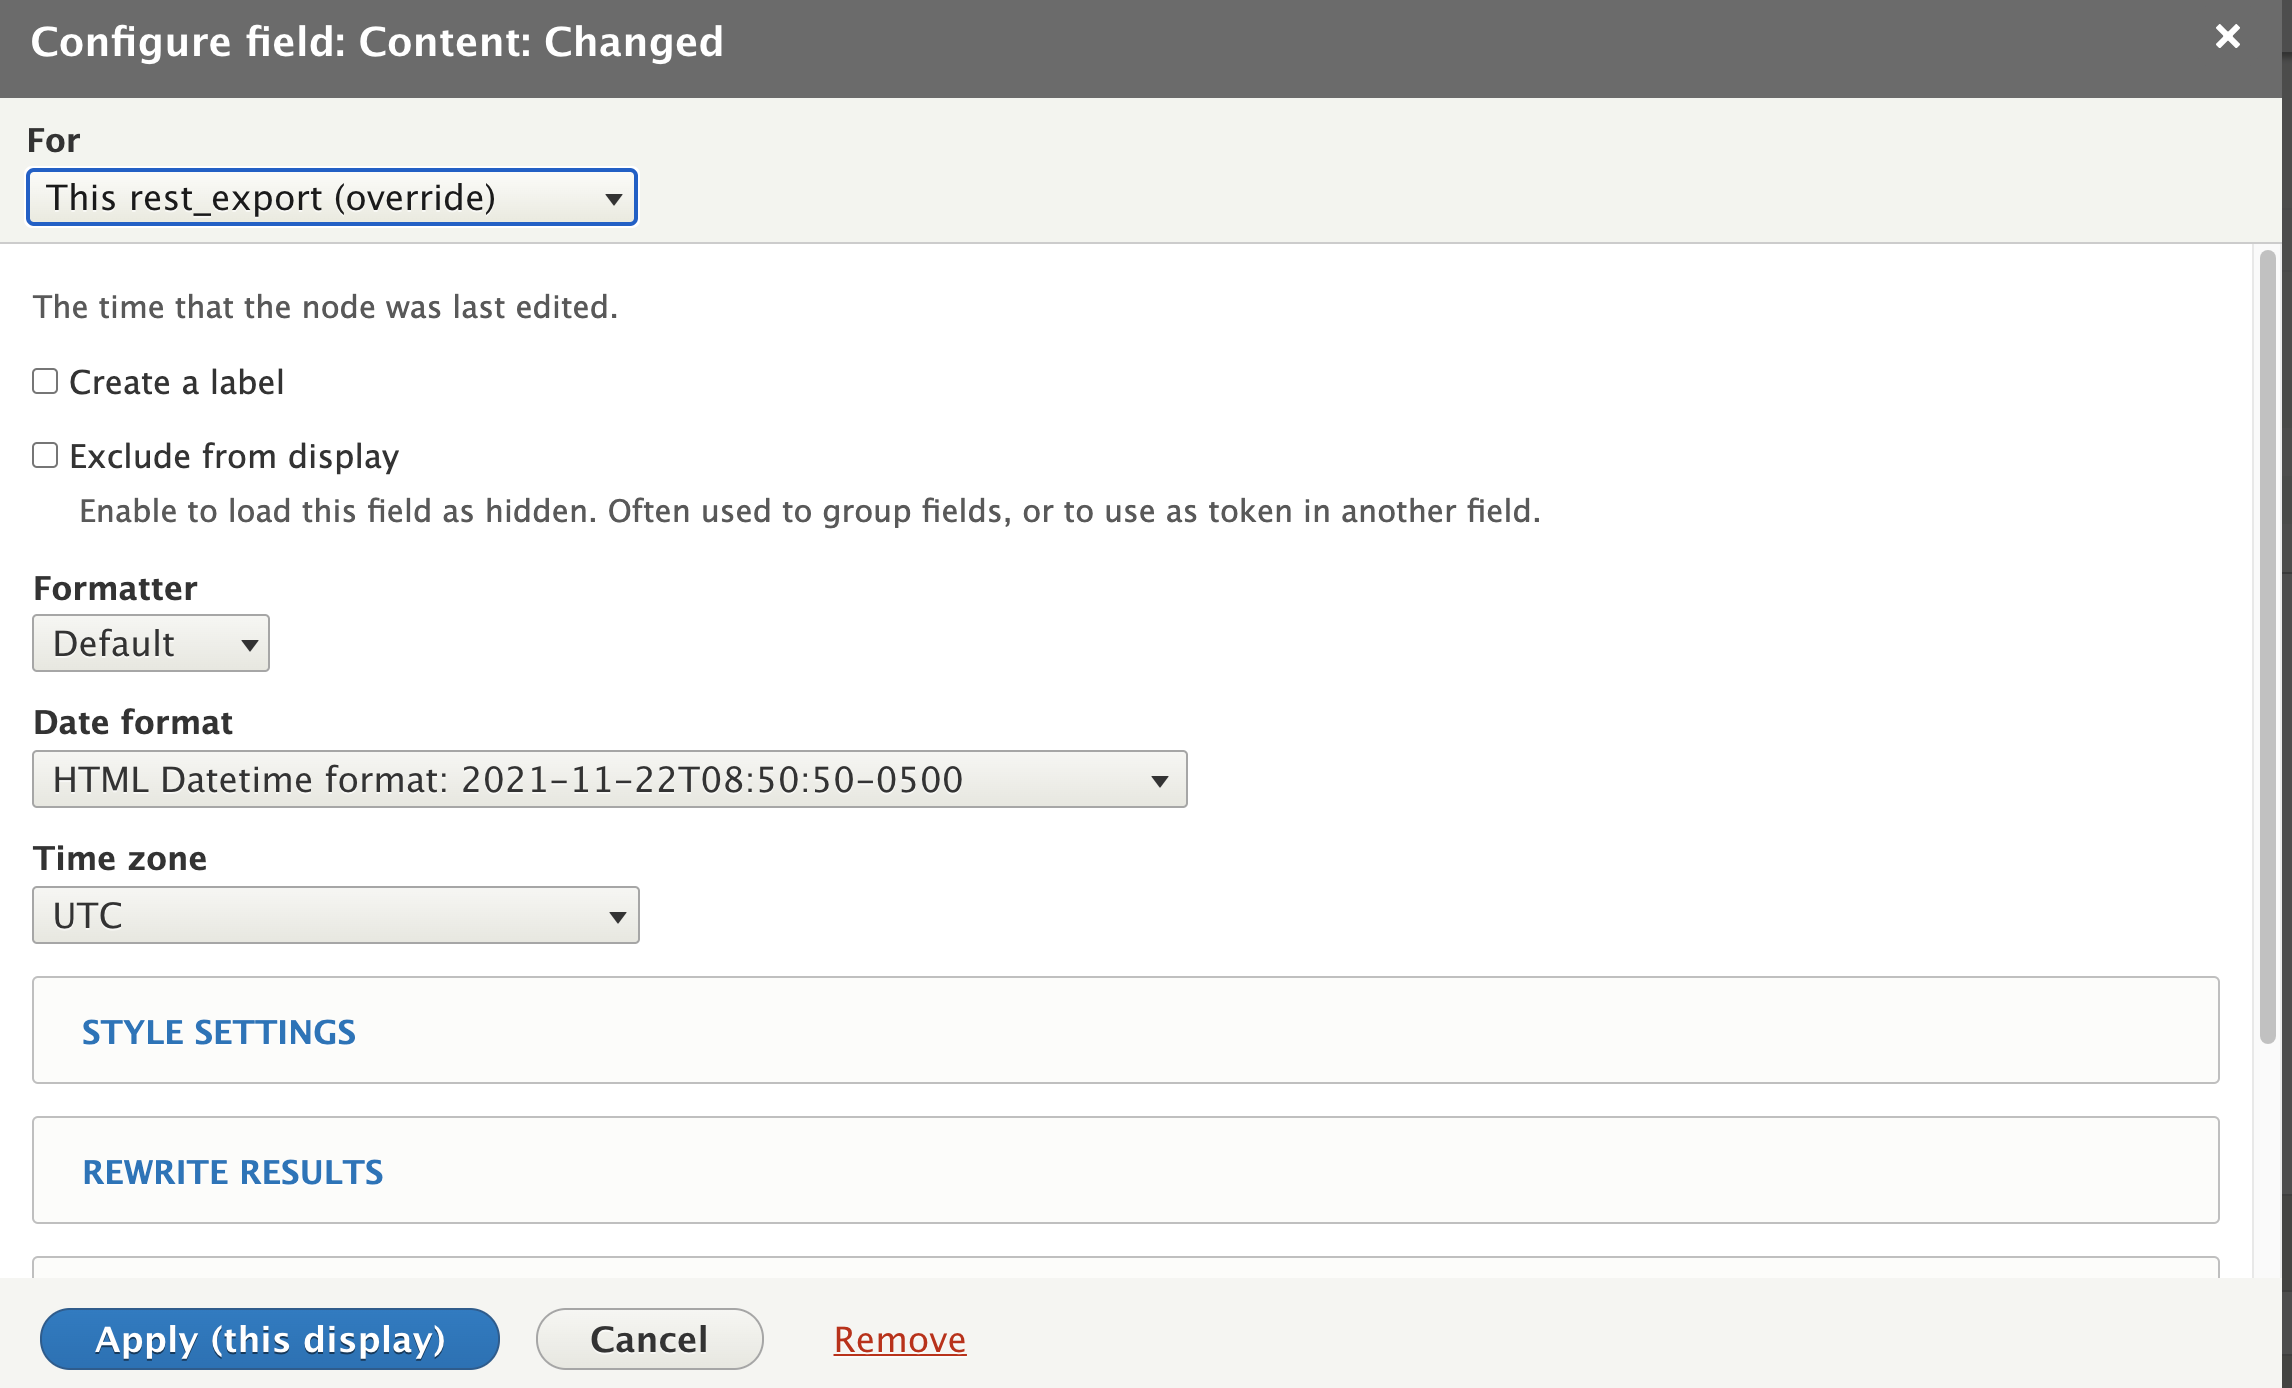 Configure field: Content: Changed
For
This rest_export (override)
The time that the node was last edited.
Create a label
Exclude from display
Enable to load this field as hidden. Often used to group fields, or to use as token in another field.
Formatter
Default
Date format
HTML Datetime format: 2021-11-22T08:50:50-0500
Time zone
UTC
STYLE SETTINGS
REWRITE RESULTS
Apply (this display)
Cancel
Remove